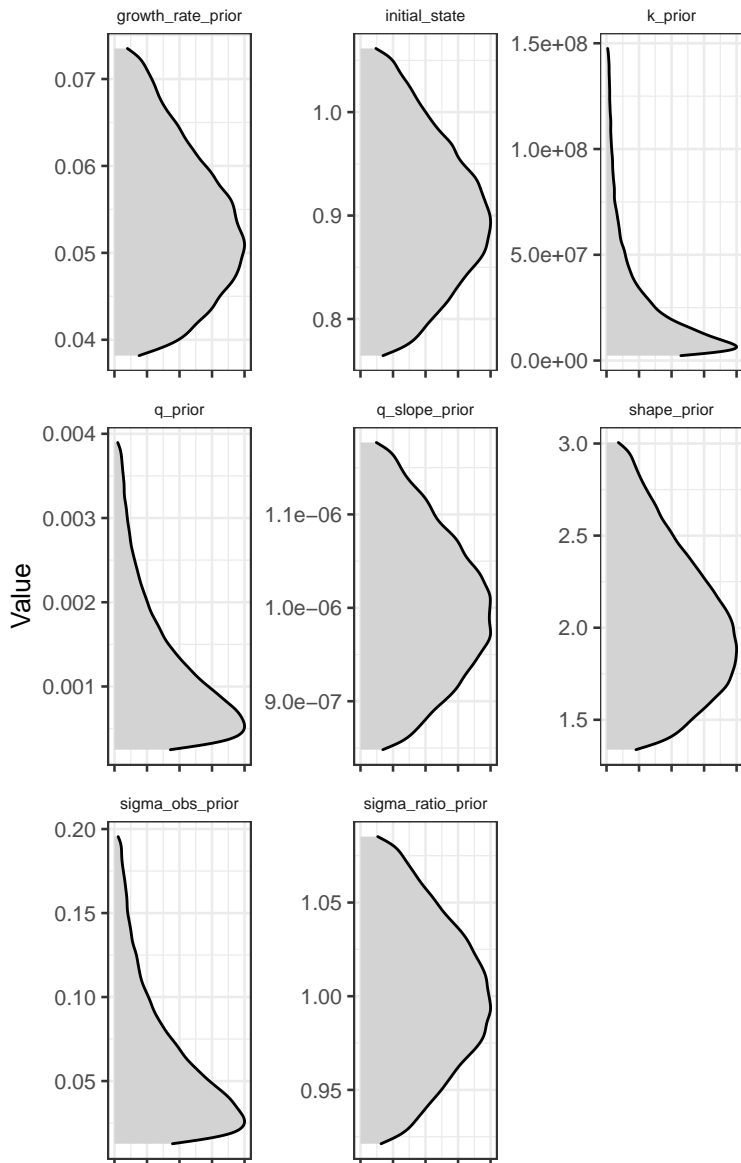 growth_rate_prior
initial_state
k_prior
0.07
0.06
0.05
0.04
1.0
0.9
0.8
1.5e+08
1.0e+08
5.0e+07
0.0e+00
q_prior
q_slope_prior
shape_prior
Value
0.004
0.003
0.002
0.001
1.1e−06
1.0e−06
9.0e−07
3.0
2.5
2.0
1.5
sigma_obs_prior
sigma_ratio_prior
0.20
0.15
0.10
0.05
1.05
1.00
0.95